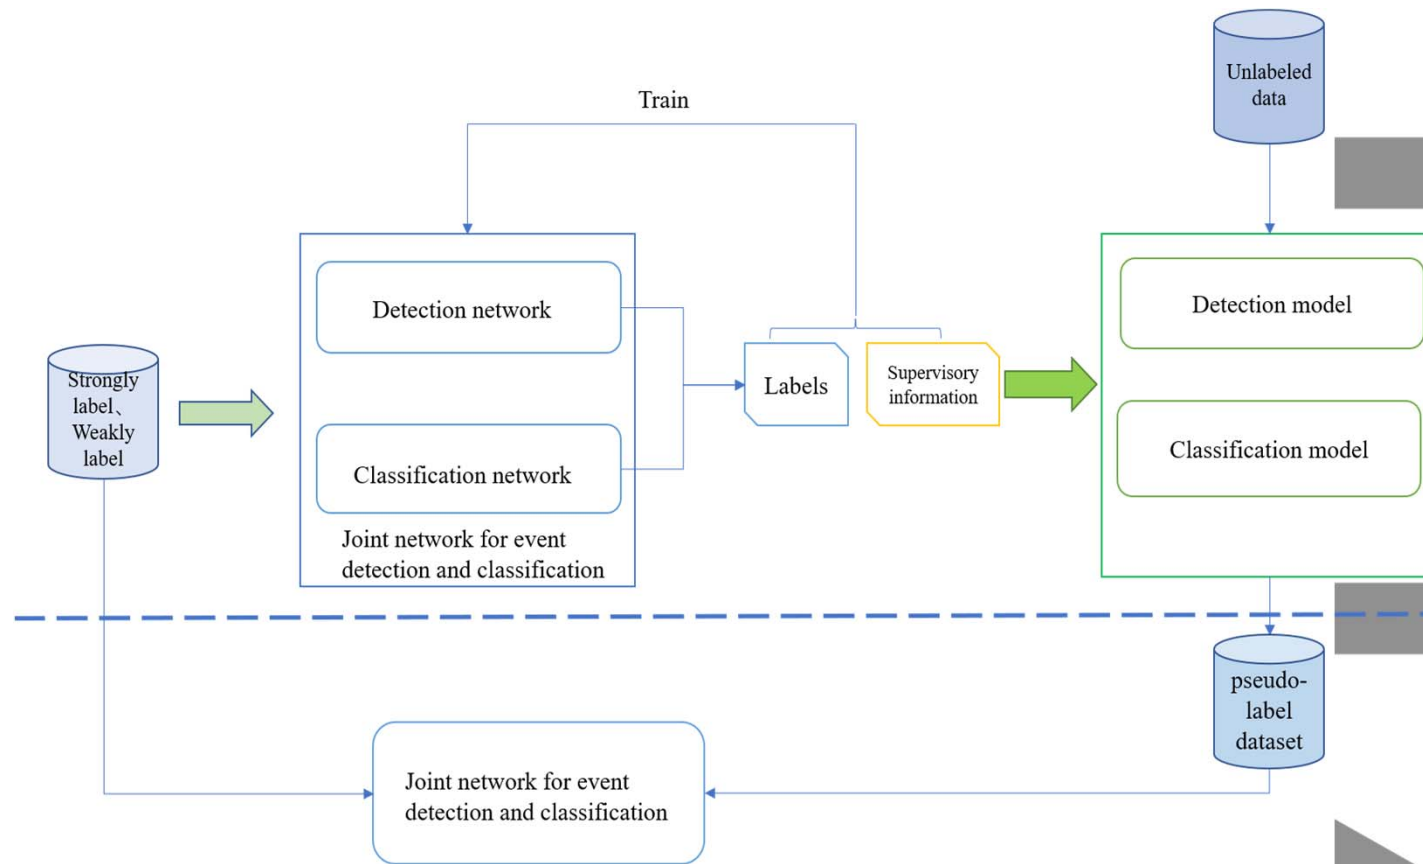 Unlabeled
data
Train
Detection network
Detection model
Strongly
label、
Weakly
label
Labels
Supervisory
information
Classification network
Classification model
Joint network for event
detection and classification
pseudo-
label
dataset
Joint network for event
detection and classification